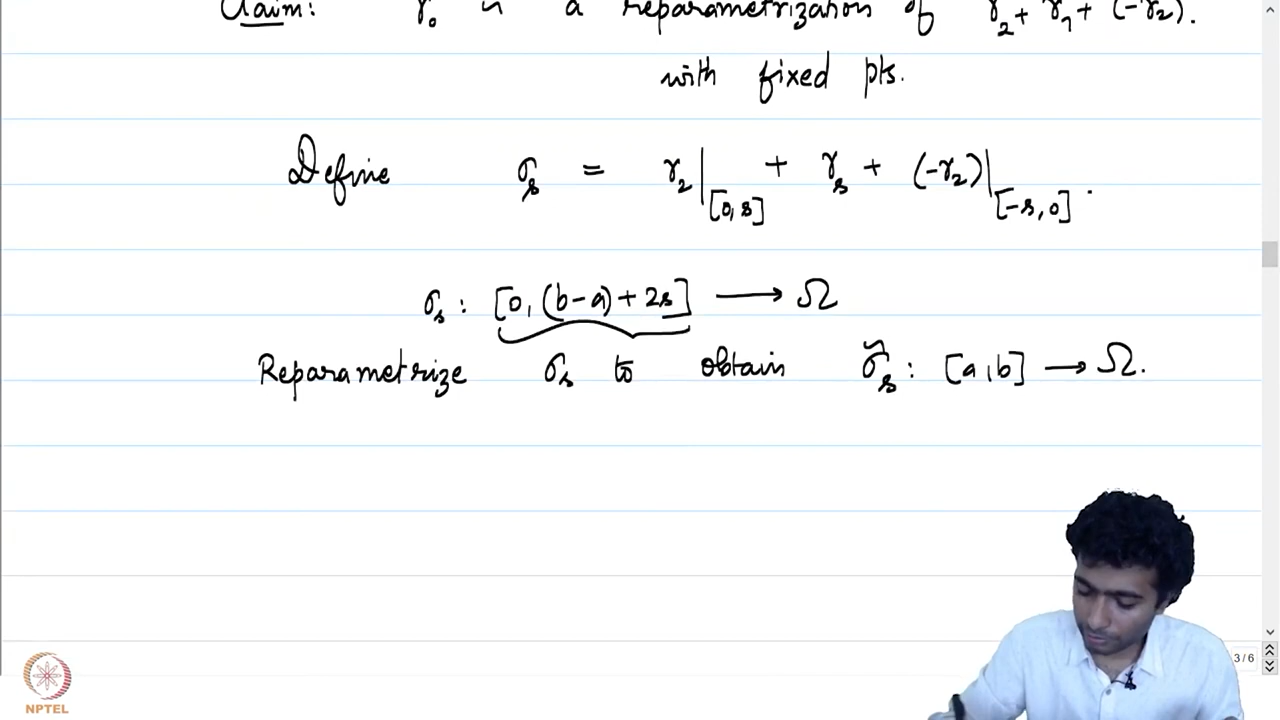 Claim: γ₀ is a reparametrization of γ₂ + γ₁ + (-γ₂).
with fixed pts.
Define σₛ = γ₂|[0,s] + γₛ + (-γ₂)|[-s,0].
σₛ : [0, (b-a) + 2s] → Ω
Reparametrize σₛ to obtain σ̃ₛ : [a,b] → Ω.
3/6
NPTEL